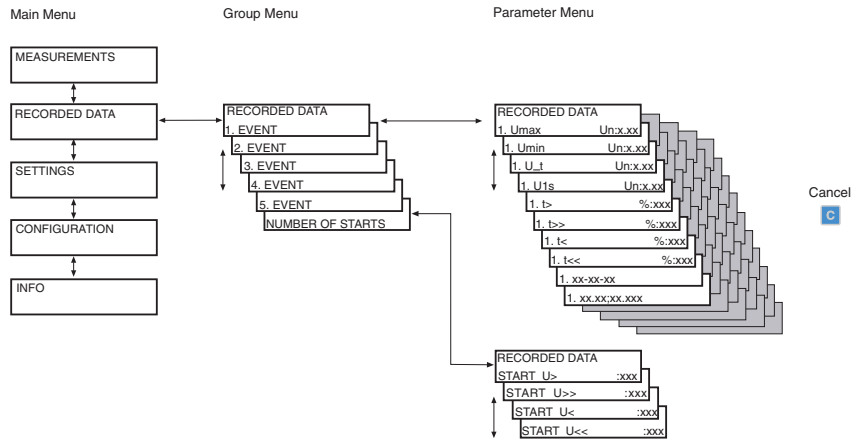 Main Menu
Group Menu
Parameter Menu
MEASUREMENTS
RECORDED DATA
SETTINGS
CONFIGURATION
INFO
RECORDED DATA
1. EVENT
2. EVENT
3. EVENT
4. EVENT
5. EVENT
NUMBER OF STARTS
RECORDED DATA
1. Umax Un:x.xx
1. Umin Un:x.xx
1. U_t Un:x.xx
1. U1s Un:x.xx
1. t> %:xxx
1. t>> %:xxx
1. t< %:xxx
1. t<< %:xxx
1. xx-xx-xx
1. xx.xx;xx.xxx
Cancel
C
RECORDED DATA
START U> :xxx
START U>> :xxx
START U< :xxx
START U<< :xxx